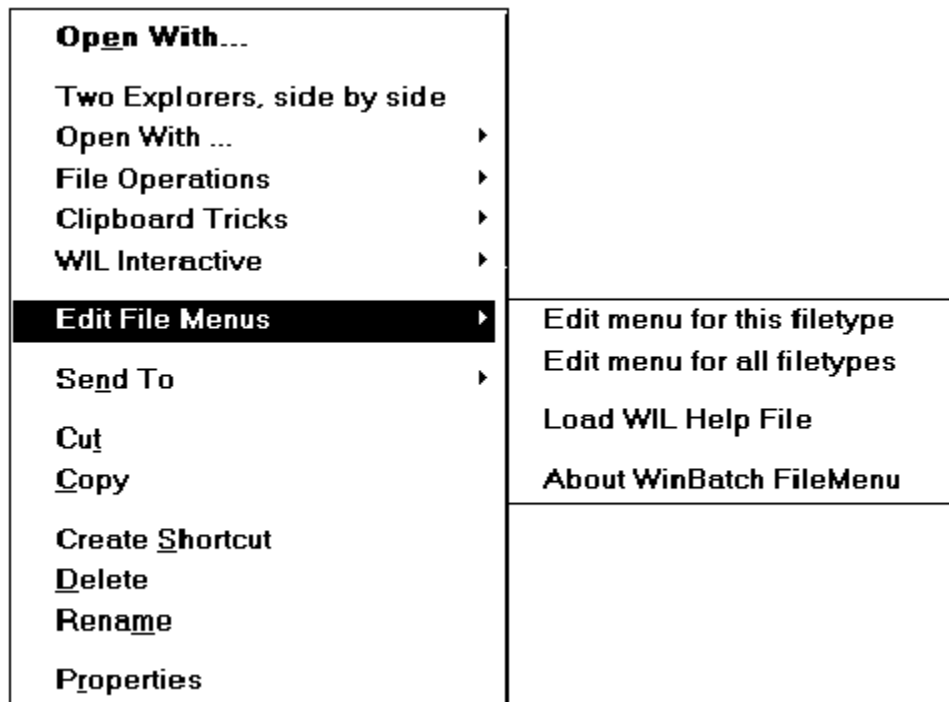 Open With...
Two Explorers, side by side
Open With ...
File Operations
Clipboard Tricks
WIL Interactive
Edit File Menus
Send To
Cut
Copy
Create Shortcut
Delete
Rename
Properties
Edit menu for this filetype
Edit menu for all filetypes
Load WIL Help File
About WinBatch FileMenu